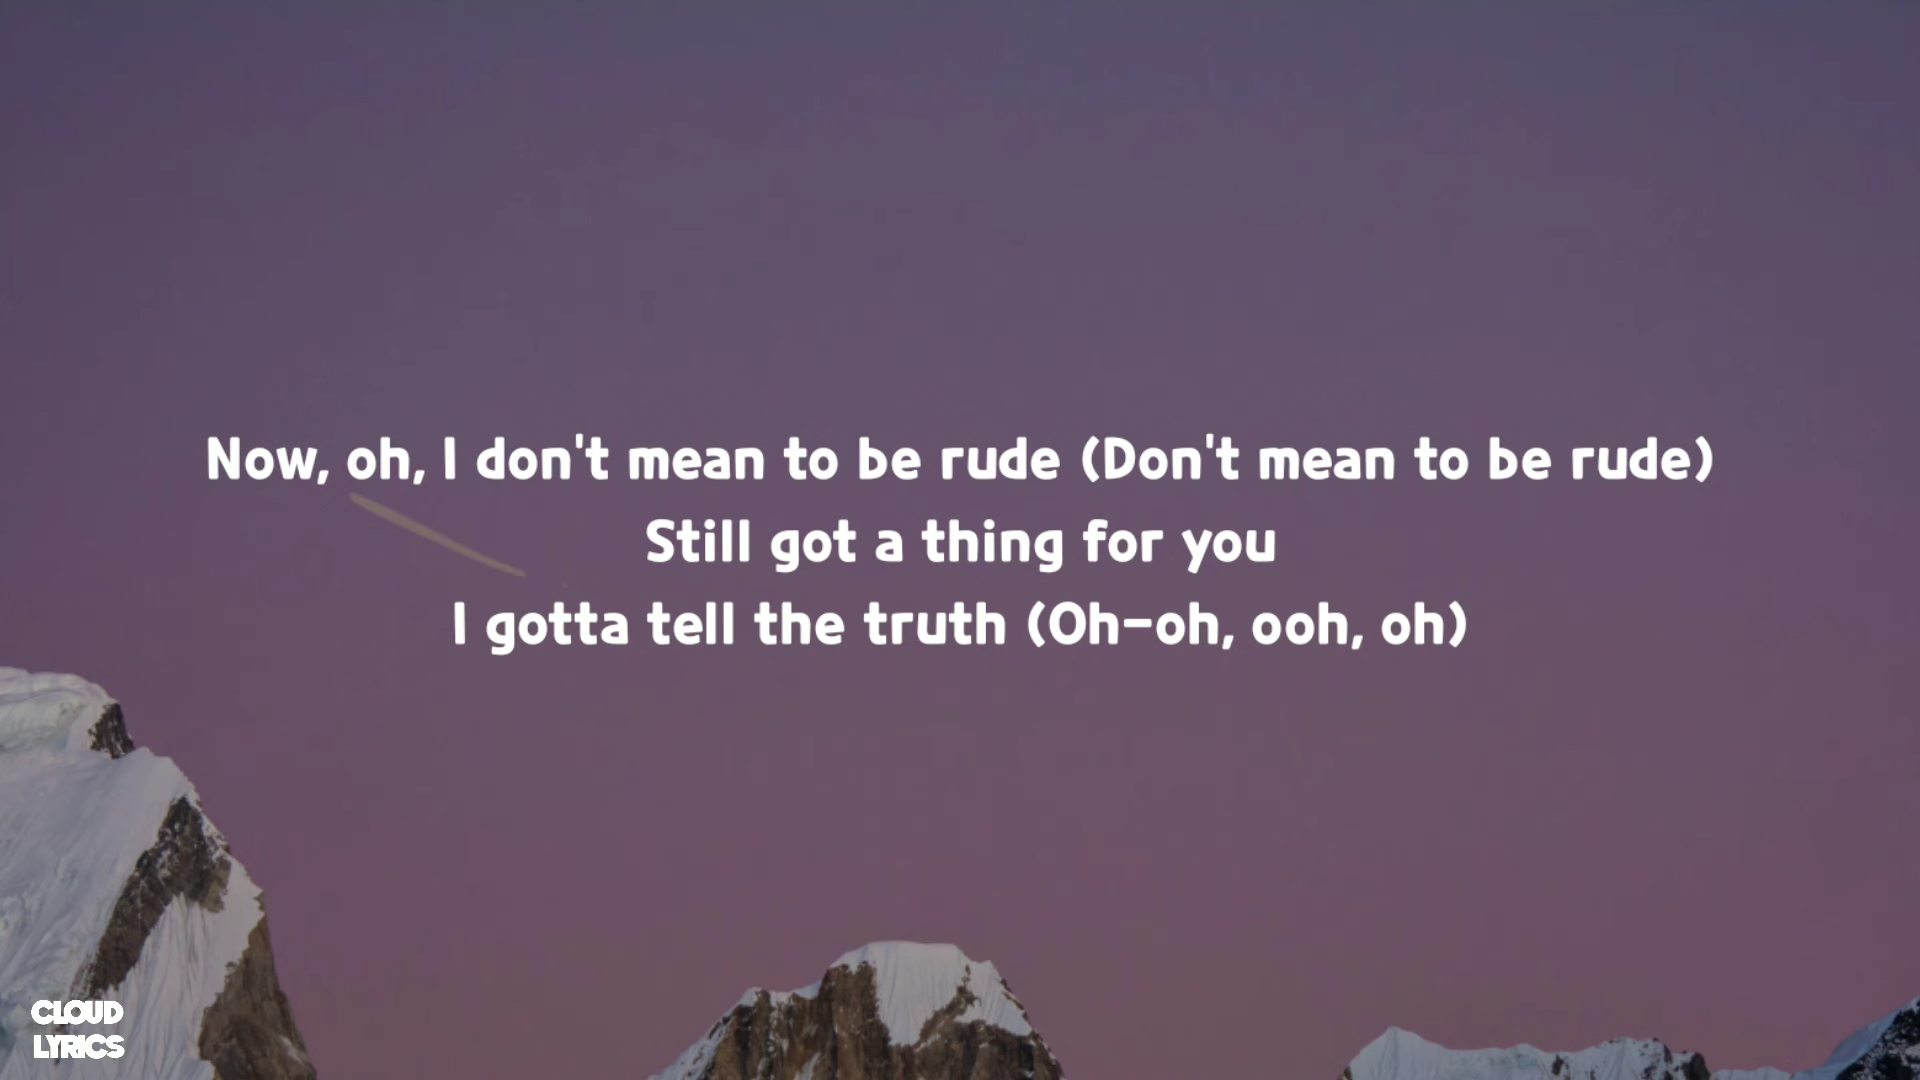 Now, oh, I don't mean to be rude (Don't mean to be rude)
Still got a thing for you
I gotta tell the truth (Oh-oh, ooh, oh)
CLOUD
LYRICS